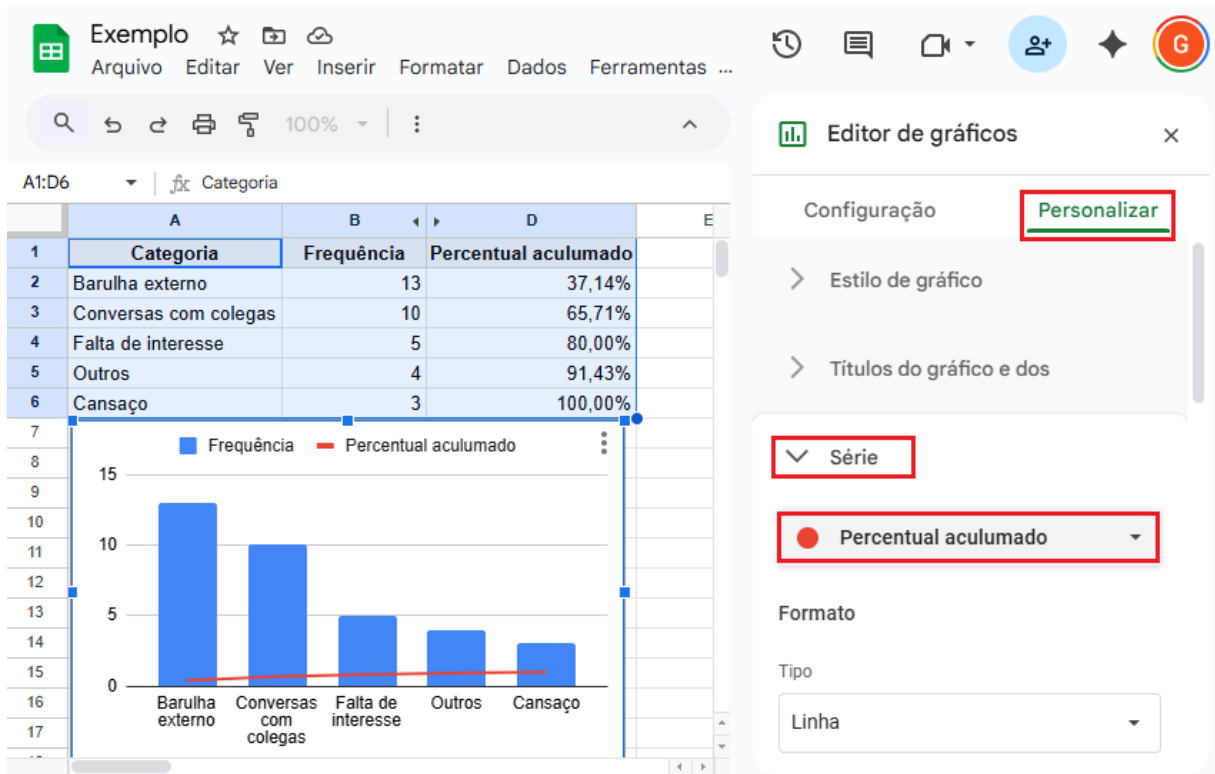 Exemplo
Arquivo Editar Ver Inserir Formatar Dados Ferramentas ...
G
100%
Editor de gráficos
A1:D6 fx Categoria
Configuração Personalizar
A B D E
1 Categoria Frequência Percentual aculumado
2 Barulha externo 13 37,14%
3 Conversas com colegas 10 65,71%
4 Falta de interesse 5 80,00%
5 Outros 4 91,43%
6 Cansaço 3 100,00%
7
8
9
10
11
12
13
14
15
16
17
Frequência Percentual aculumado
15
10
5
0
Barulha externo
Conversas com colegas
Falta de interesse
Outros
Cansaço
Estilo de gráfico
Títulos do gráfico e dos
Série
Percentual aculumado
Formato
Tipo
Linha